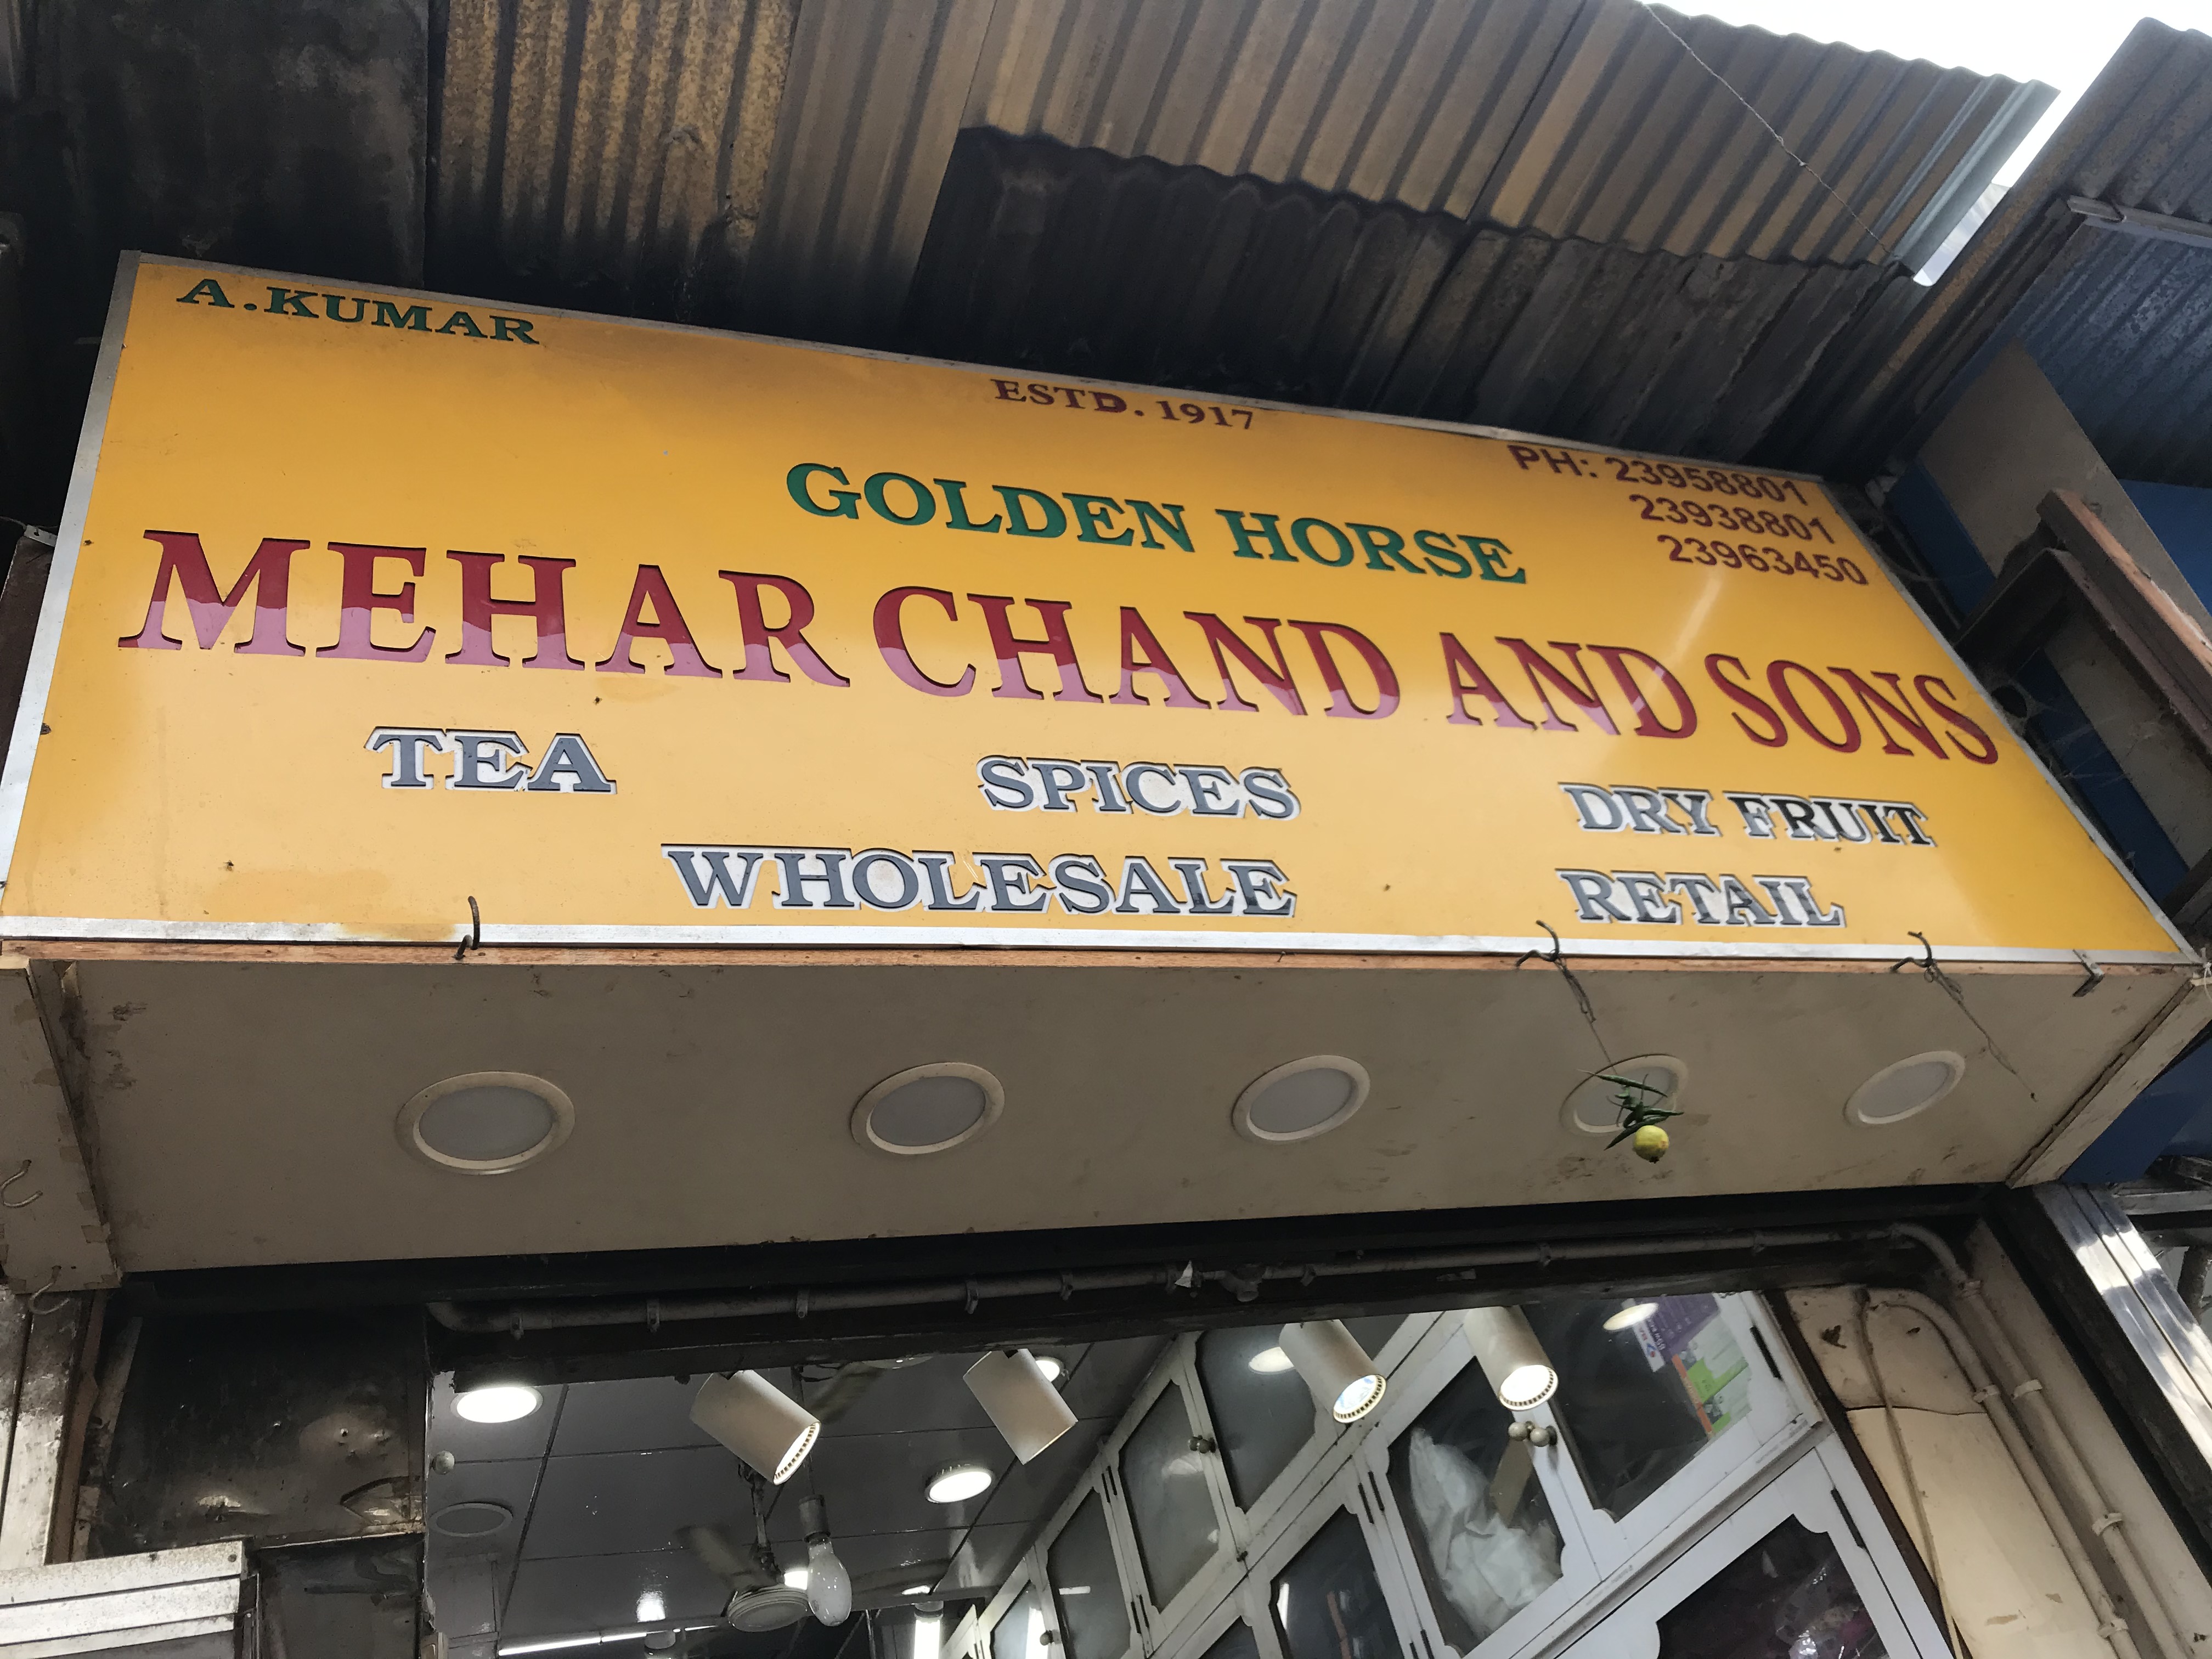 A.KUMAR
ESTD. 1917
PH: 23958801
23938801
23963450
GOLDEN HORSE
MEHAR CHAND AND SONS
TEA SPICES DRY FRUIT
WHOLESALE RETAIL